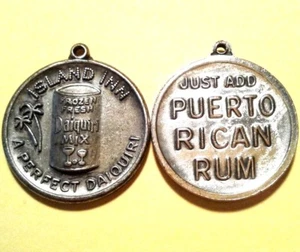 ISLAND INN
FROZEN
FRESH
Daiquiri
MIX
A PERFECT DAIQUIRI
JUST ADD
PUERTO
RICAN
RUM